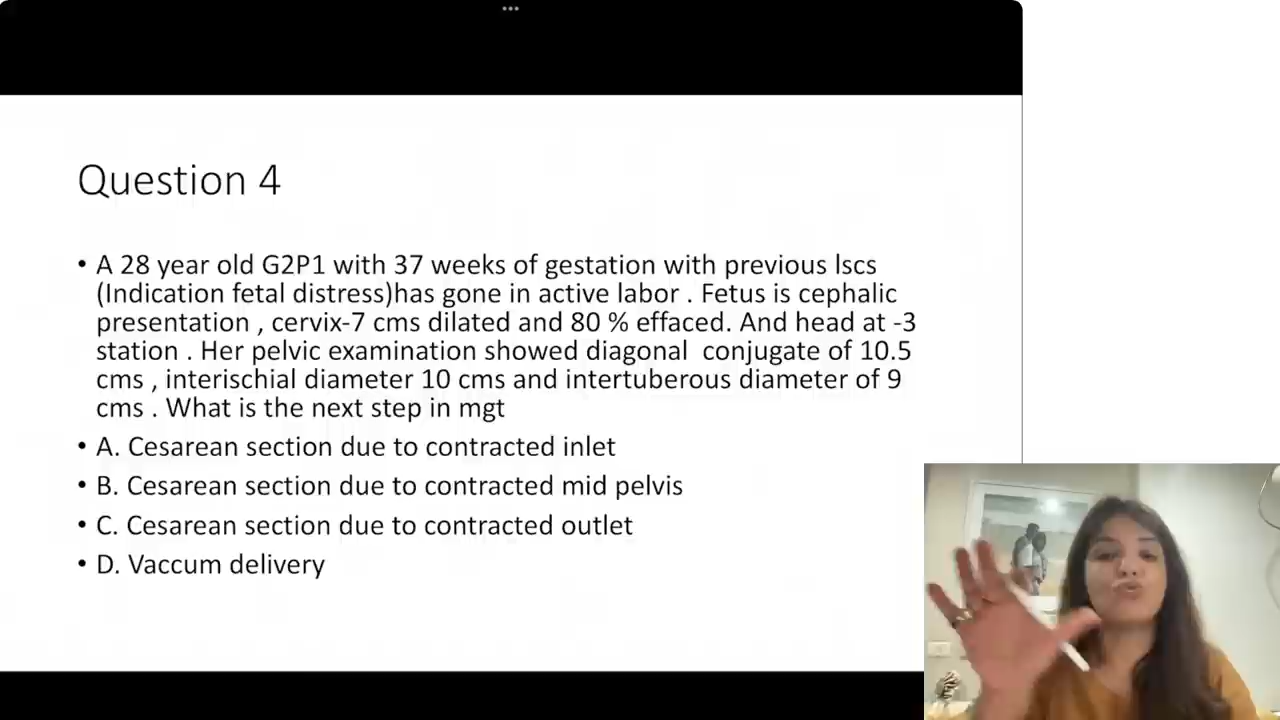 Question 4
• A 28 year old G2P1 with 37 weeks of gestation with previous lscs
(Indication fetal distress)has gone in active labor . Fetus is cephalic
presentation , cervix-7 cms dilated and 80 % effaced. And head at -3
station . Her pelvic examination showed diagonal conjugate of 10.5
cms , interischial diameter 10 cms and intertuberous diameter of 9
cms . What is the next step in mgt
• A. Cesarean section due to contracted inlet
• B. Cesarean section due to contracted mid pelvis
• C. Cesarean section due to contracted outlet
• D. Vaccum delivery